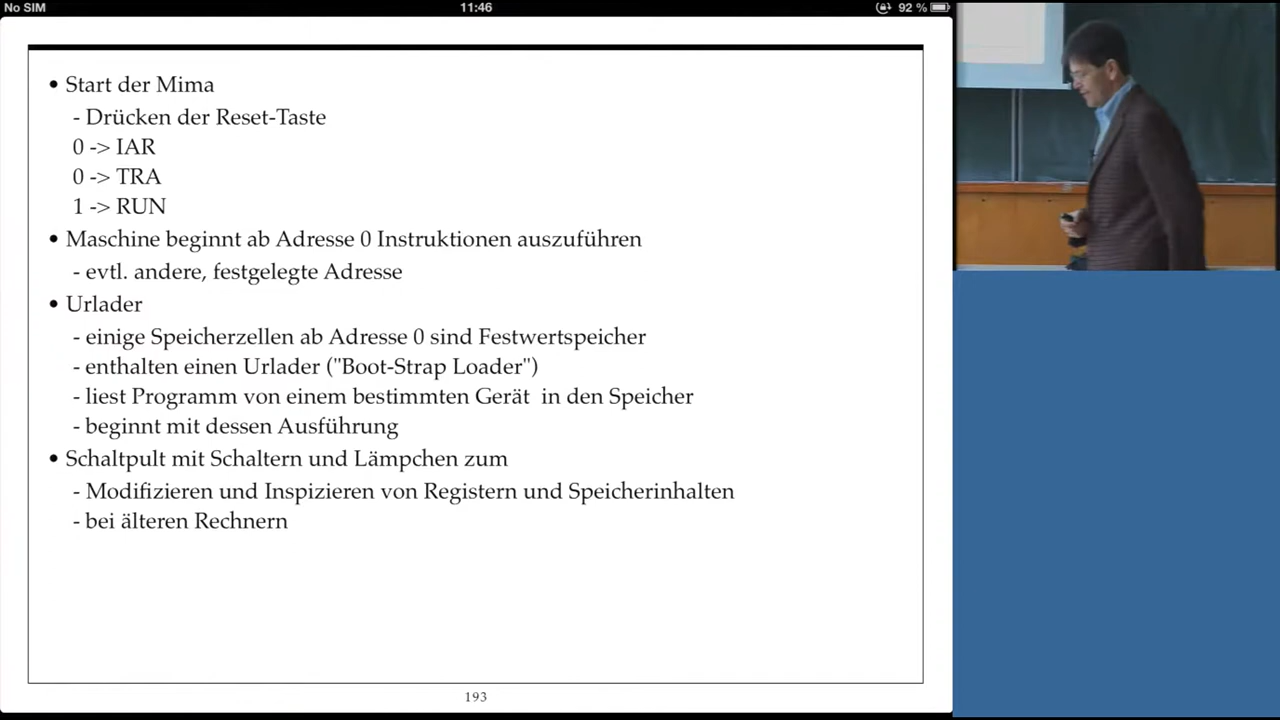 No SIM 11:46 92 %
• Start der Mima
- Drücken der Reset-Taste
0 -> IAR
0 -> TRA
1 -> RUN
• Maschine beginnt ab Adresse 0 Instruktionen auszuführen
- evtl. andere, festgelegte Adresse
• Urlader
- einige Speicherzellen ab Adresse 0 sind Festwertspeicher
- enthalten einen Urlader ("Boot-Strap Loader")
- liest Programm von einem bestimmten Gerät in den Speicher
- beginnt mit dessen Ausführung
• Schaltpult mit Schaltern und Lämpchen zum
- Modifizieren und Inspizieren von Registern und Speicherinhalten
- bei älteren Rechnern
193